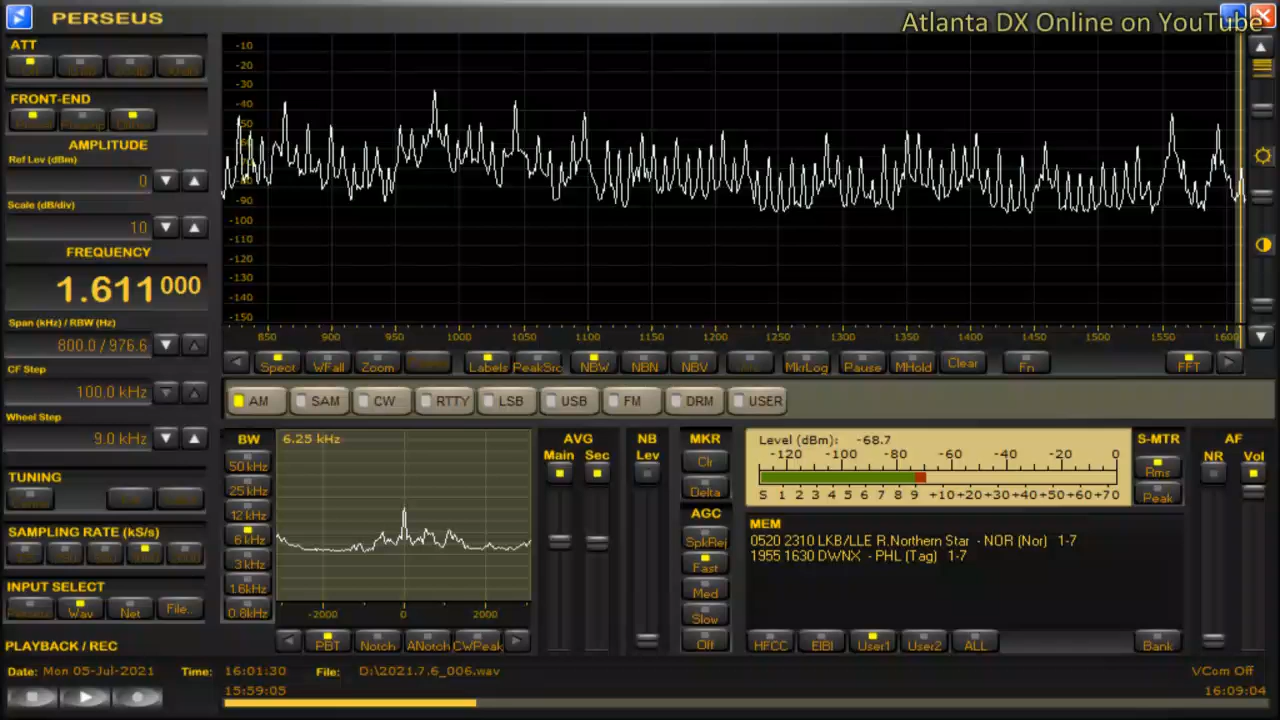 PERSEUS
Atlanta DX Online on YouTube
ATT
FRONT-END
AMPLITUDE
Ref Lev (dBm)
0
Scale (dB/div)
10
FREQUENCY
1.611 000
Span (kHz) / RBW (Hz)
800.0 / 976.6
CF Step
100.0 kHz
Wheel Step
9.0 kHz
TUNING
SAMPLING RATE (kS/s)
INPUT SELECT
Wav Net File..
PLAYBACK / REC
-10
-20
-30
-40
-50
-60
-70
-80
-90
-100
-110
-120
-130
-140
-150
850 900 950 1000 1050 1100 1150 1200 1250 1300 1350 1400 1450 1500 1550 1600
Spect WFall Zoom Labels PeakSrc NBW NBN NBV MkrLog Pause MHold Clear Fn FFT
AM SAM CW RTTY LSB USB FM DRM USER
BW
50 kHz
25 kHz
12 kHz
6 kHz
3 kHz
1.6kHz
0.8kHz
6.25 kHz
-2000 0 2000
PBT Notch ANotch CWPeak
AVG
Main Sec
NB
Lev
MKR
Clr
Delta
AGC
SpkRej
Fast
Med
Slow
Off
Level (dBm): -68.7
-120 -100 -80 -60 -40 -20 0
S 1 2 3 4 5 6 7 8 9 +10+20+30+40+50+60+70
S-MTR
Rms
Peak
AF
NR Vol
MEM
0520 2310 LKB/LLE R.Northern Star - NOR (Nor) 1-7
1955 1630 DWNX - PHL (Tag) 1-7
HFCC EIBI User1 User2 ALL Bank
Date: Mon 05-Jul-2021 Time: 16:01:30 File: D:\2021.7.6_006.wav VCom Off
15:59:05 16:09:04